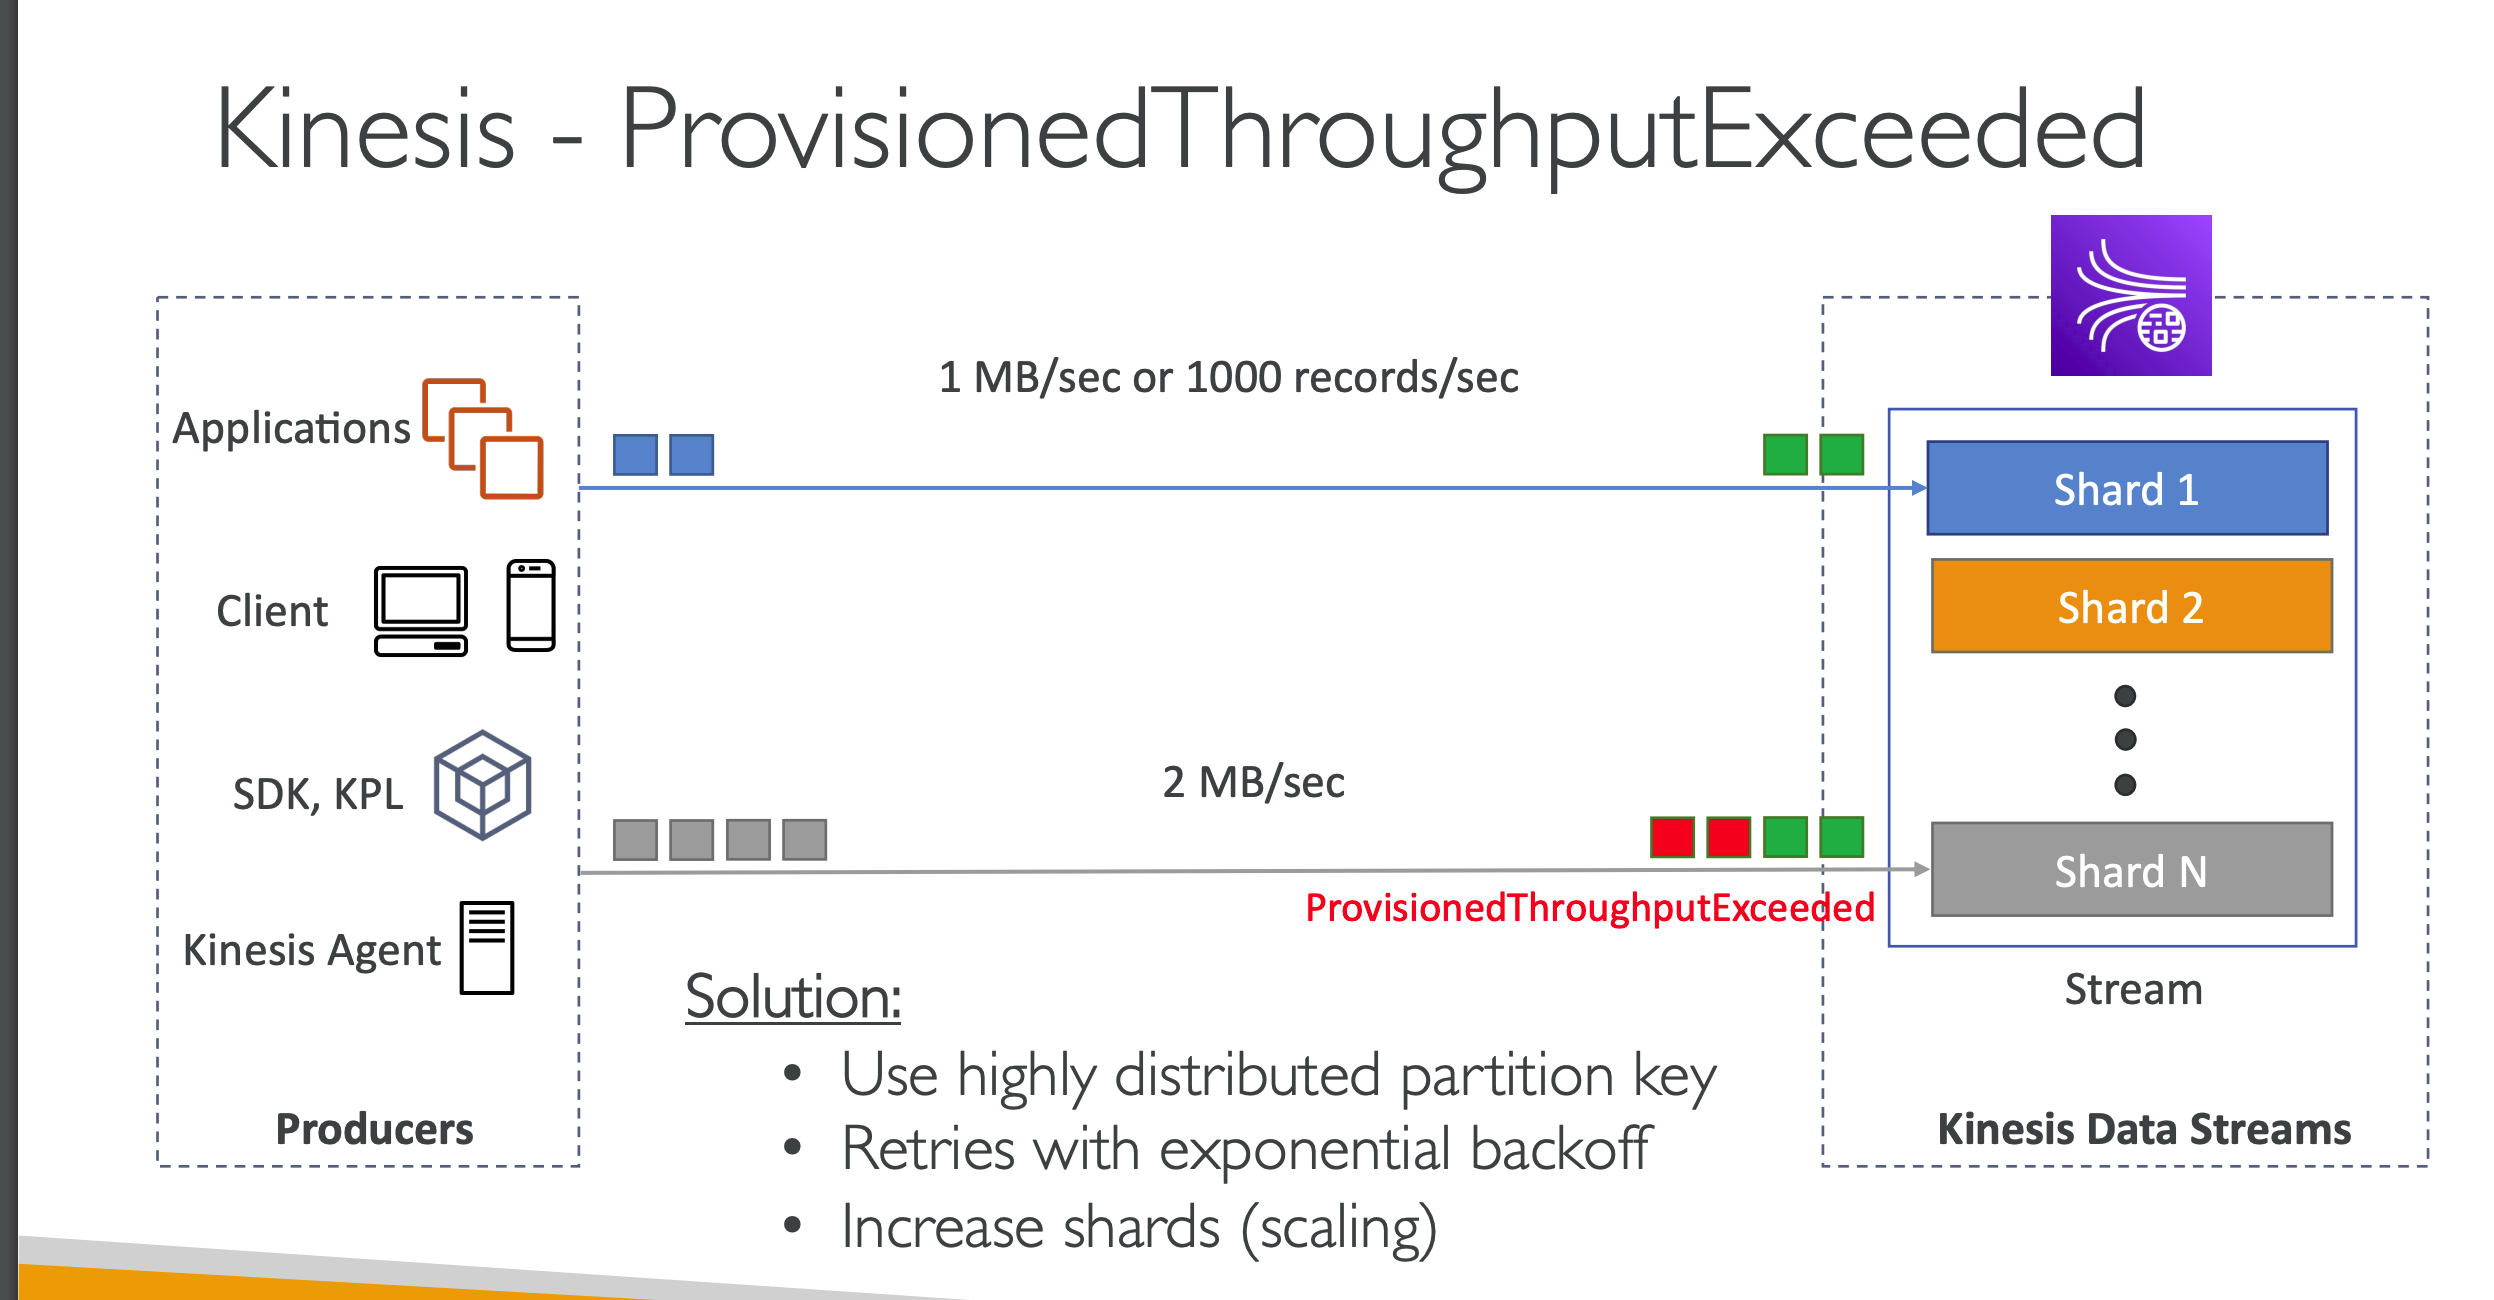 Kinesis - ProvisionedThroughputExceeded
Applications
Client
SDK, KPL
Kinesis Agent
Producers
1 MB/sec or 1000 records/sec
2 MB/sec
ProvisionedThroughputExceeded
Solution:
• Use highly distributed partition key
• Retries with exponential backoff
• Increase shards (scaling)
Shard 1
Shard 2
Shard N
Stream
Kinesis Data Streams